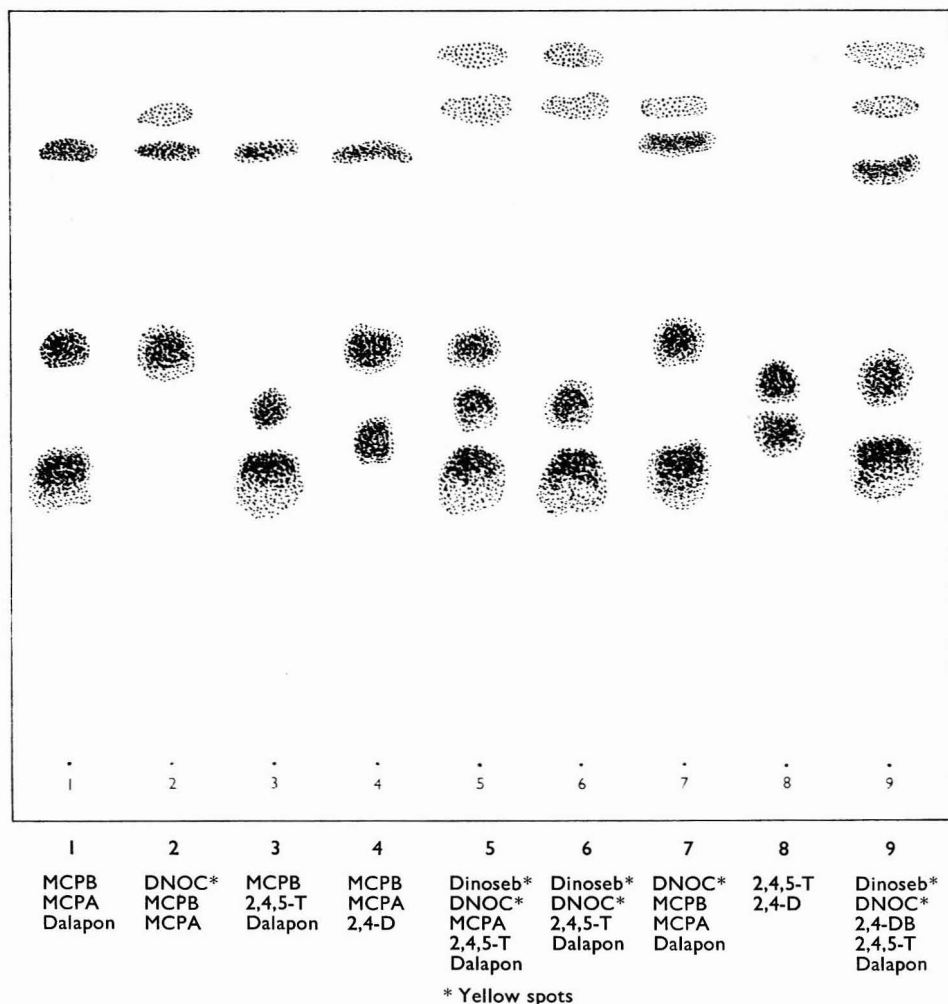 1 2 3 4 5 6 7 8 9
1 2 3 4 5 6 7 8 9
MCPB
MCPA
Dalapon
DNOC*
MCPB
MCPA
MCPB
2,4,5-T
Dalapon
MCPB
MCPA
2,4-D
Dinoseb*
DNOC*
MCPA
2,4,5-T
Dalapon
Dinoseb*
DNOC*
2,4,5-T
Dalapon
DNOC*
MCPB
MCPA
Dalapon
2,4,5-T
2,4-D
Dinoseb*
DNOC*
2,4-DB
2,4,5-T
Dalapon
* Yellow spots